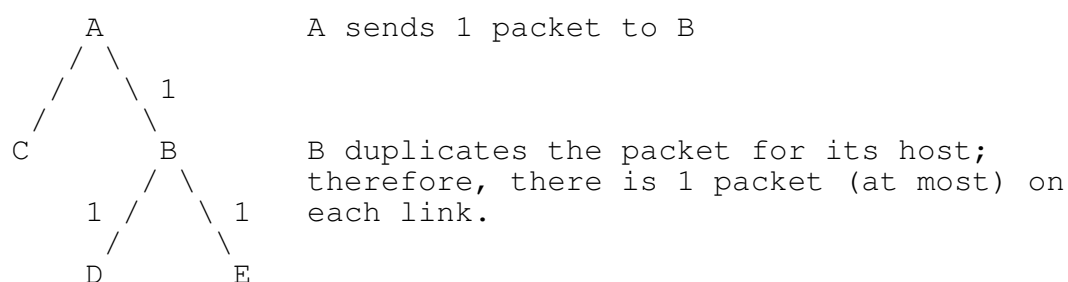 A A sends 1 packet to B
/ \
/ \ 1
/ \
C B B duplicates the packet for its host;
/ \ therefore, there is 1 packet (at most) on
1 / \ 1 each link.
/ \
D E